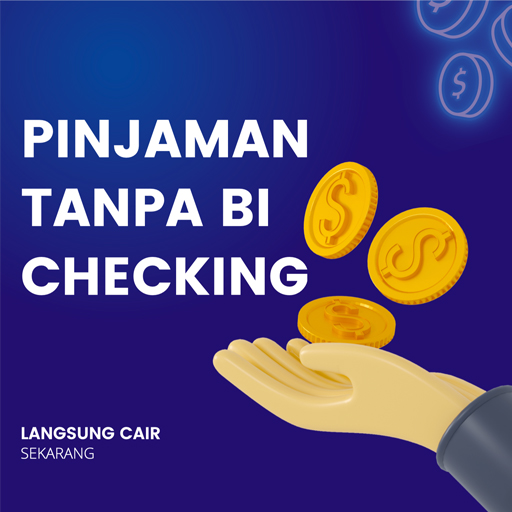 PINJAMAN
TANPA BI
CHECKING
LANGSUNG CAIR
SEKARANG